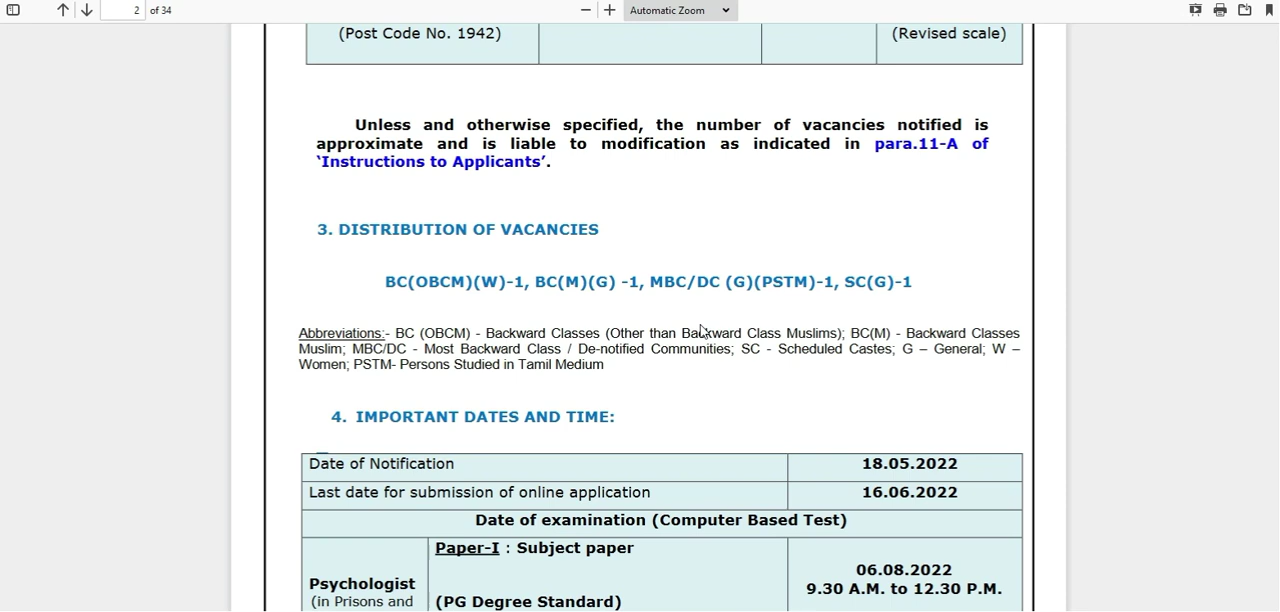 2 of 34
Automatic Zoom
(Post Code No. 1942)
(Revised scale)
Unless and otherwise specified, the number of vacancies notified is
approximate and is liable to modification as indicated in para.11-A of
‘Instructions to Applicants’.
3. DISTRIBUTION OF VACANCIES
BC(OBCM)(W)-1, BC(M)(G) -1, MBC/DC (G)(PSTM)-1, SC(G)-1
Abbreviations:- BC (OBCM) - Backward Classes (Other than Backward Class Muslims); BC(M) - Backward Classes
Muslim; MBC/DC - Most Backward Class / De-notified Communities; SC - Scheduled Castes; G – General; W –
Women; PSTM- Persons Studied in Tamil Medium
4. IMPORTANT DATES AND TIME:
Date of Notification 18.05.2022
Last date for submission of online application 16.06.2022
Date of examination (Computer Based Test)
Paper-I : Subject paper
06.08.2022
Psychologist
9.30 A.M. to 12.30 P.M.
(in Prisons and
(PG Degree Standard)